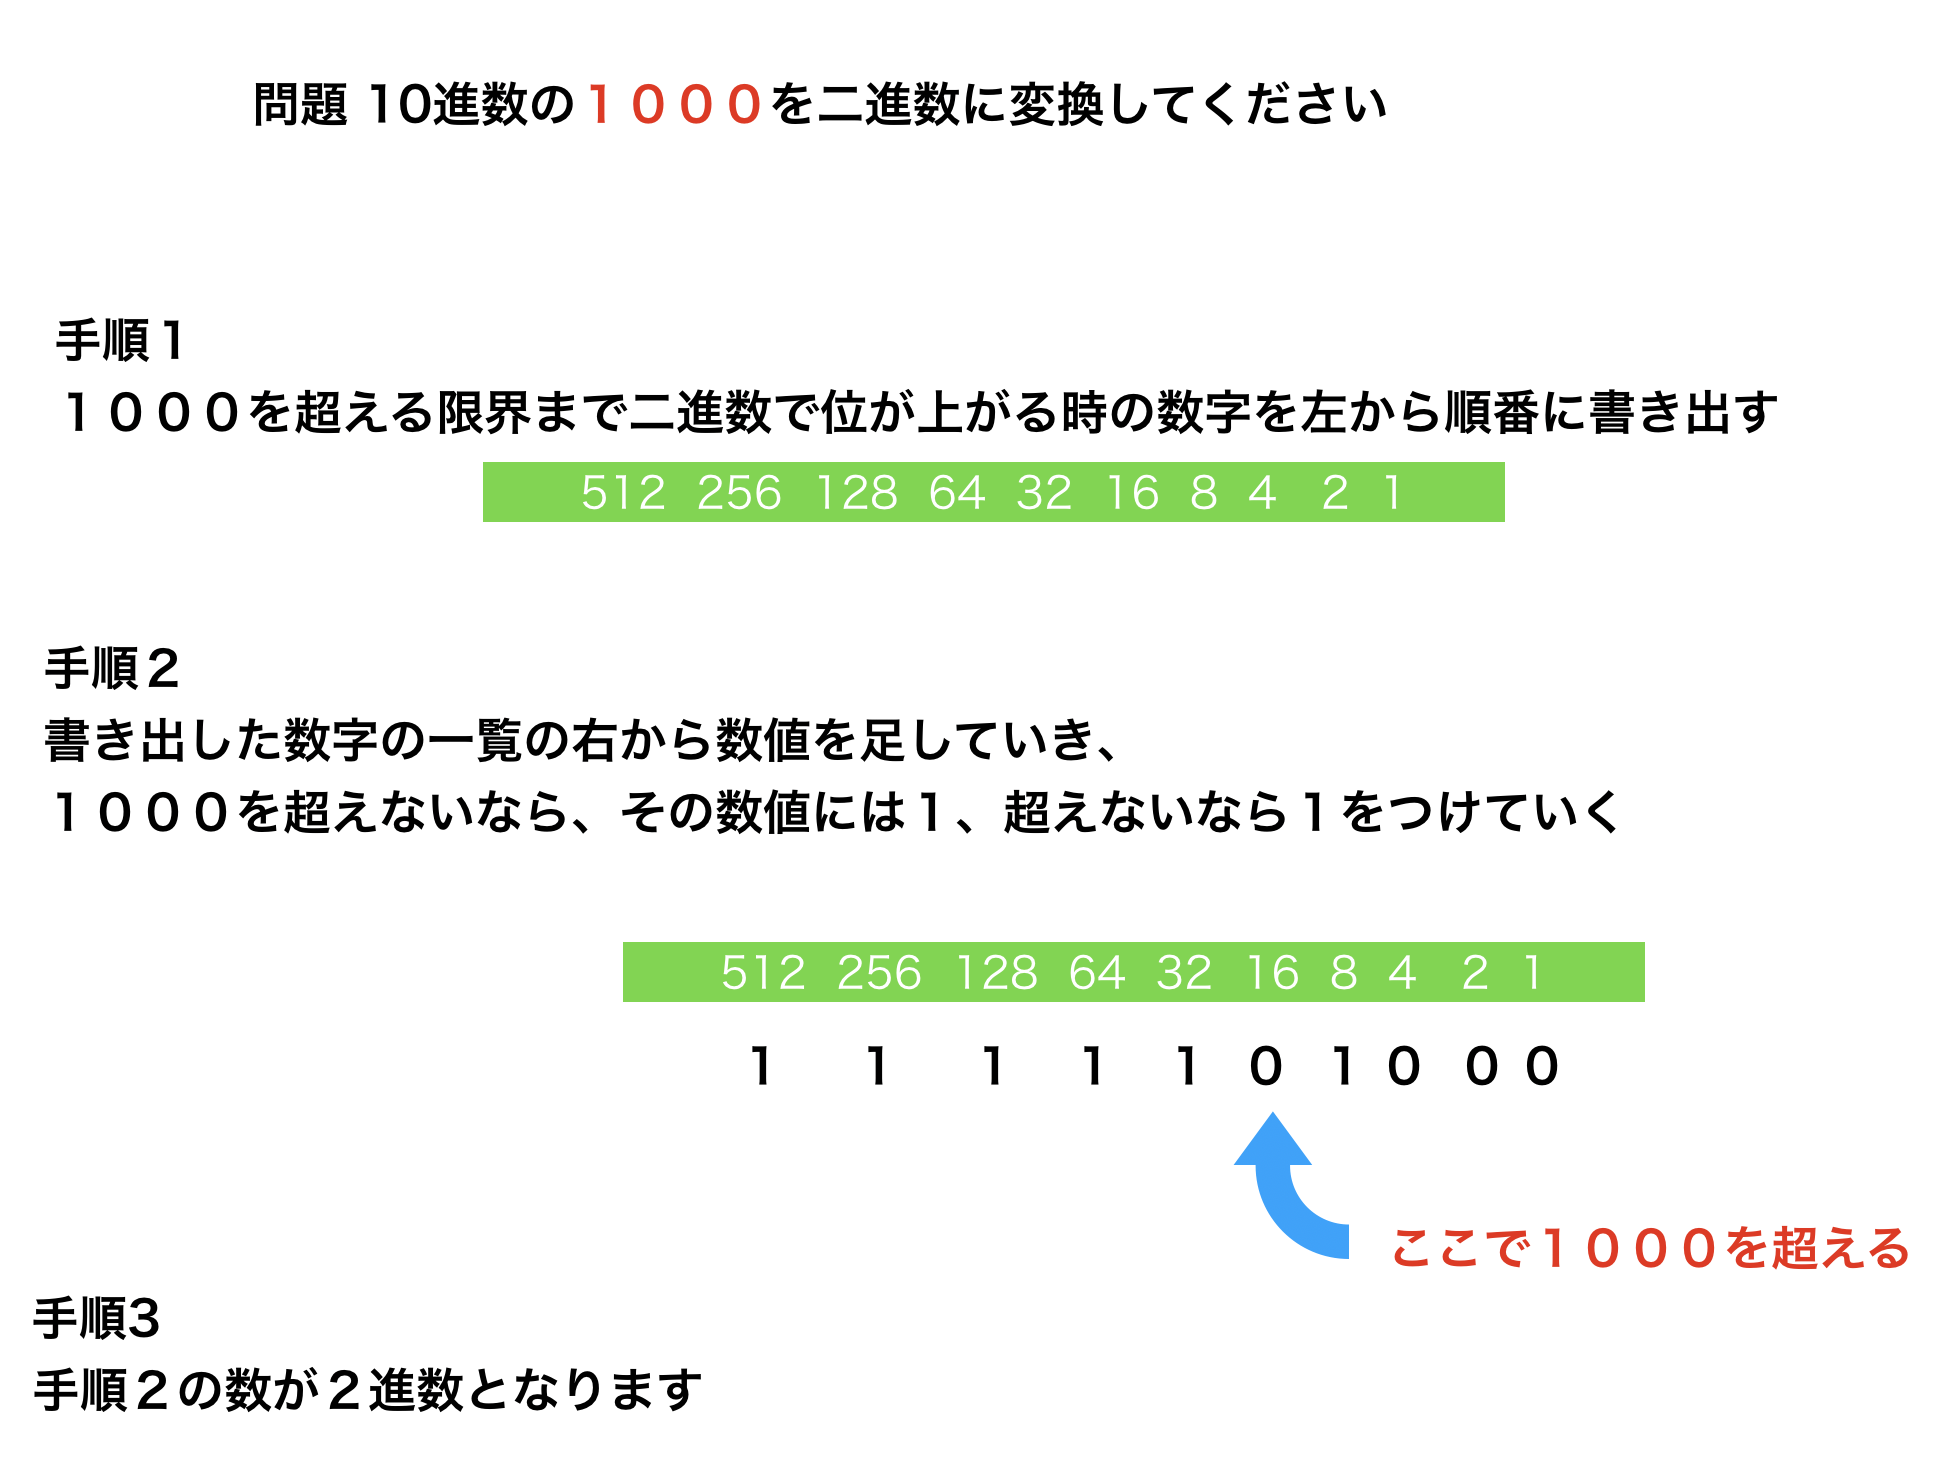 問題 10進数の１０００を二進数に変換してください
手順１
１０００を超える限界まで二進数で位が上がる時の数字を左から順番に書き出す
512 256 128 64 32 16 8 4 2 1
手順２
書き出した数字の一覧の右から数値を足していき、
１０００を超えないなら、その数値には１、超えないなら１をつけていく
512 256 128 64 32 16 8 4 2 1
1 1 1 1 1 0 1 0 0 0
ここで１０００を超える
手順3
手順２の数が２進数となります